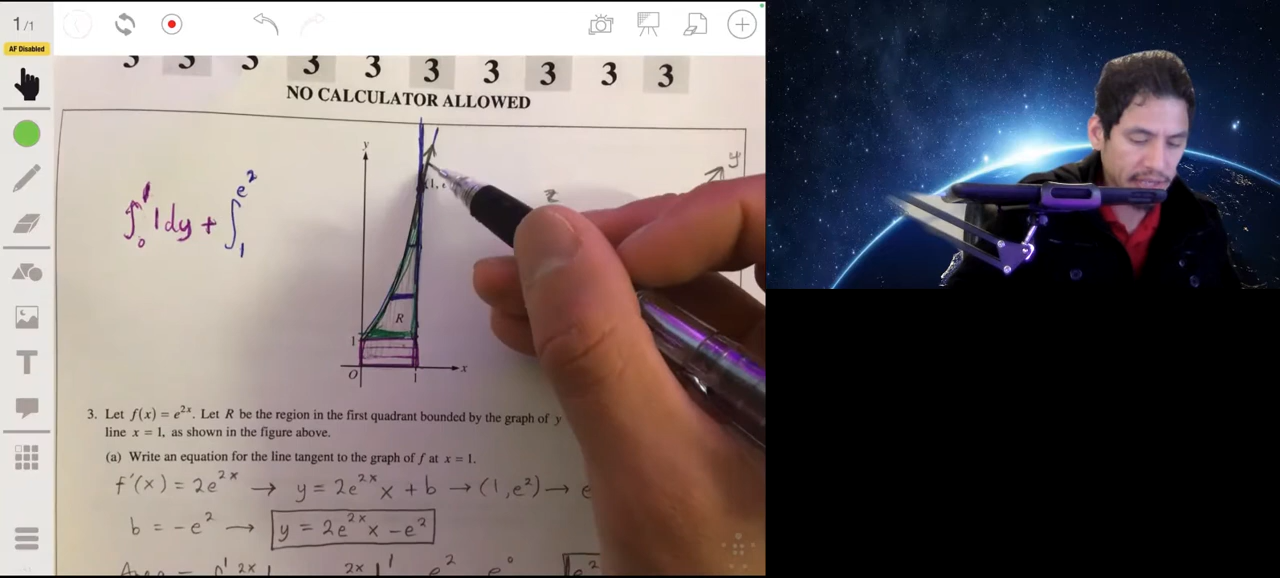 1/1
AF Disabled
3 3 3 3 3 3 3 3 3 3
NO CALCULATOR ALLOWED
∫₀¹ 1dy + ∫₁^e²
y
(1, e
R
1
O
1
x
y
3. Let f(x) = e^2x. Let R be the region in the first quadrant bounded by the graph of y
line x = 1, as shown in the figure above.
(a) Write an equation for the line tangent to the graph of f at x = 1.
f'(x) = 2e^2x → y = 2e^2x x + b → (1, e²) → e
b = -e² → y = 2e^2x x - e²
T